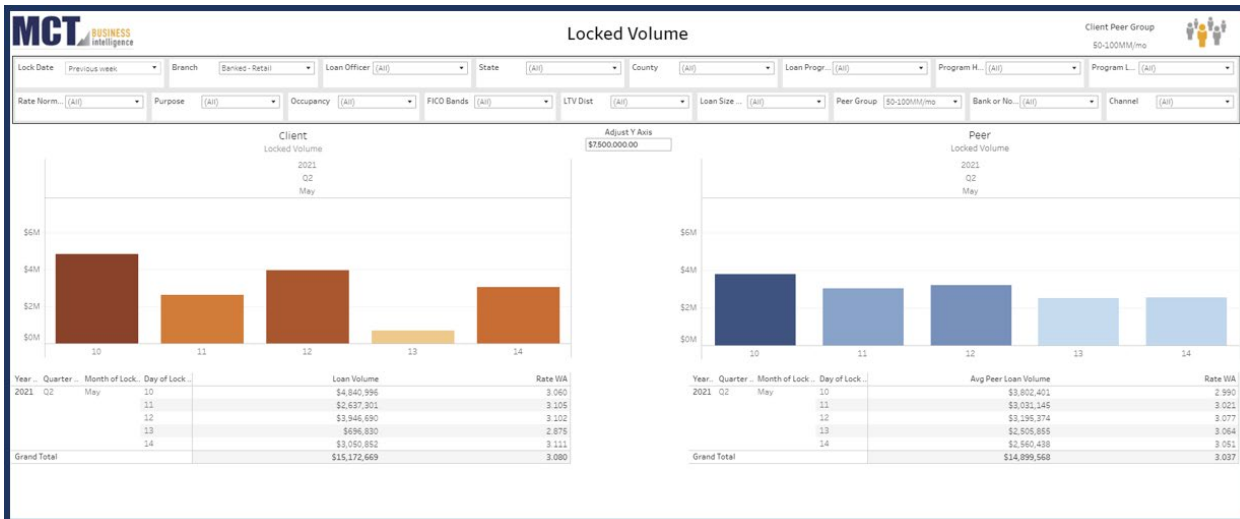 MCT BUSINESS intelligence
Locked Volume
Client Peer Group
50-100MM/mo
Lock Date Previous week Branch Banked - Retail Loan Officer (All) State (All) County (All) Loan Progr... (All) Program H... (All) Program L... (All)
Rate Norm... (All) Purpose (All) Occupancy (All) FICO Bands (All) LTV Dist (All) Loan Size ... (All) Peer Group 50-100MM/mo Bank or No... (All) Channel (All)
Client
Locked Volume
2021
Q2
May
$6M
$4M
$2M
$0M
10 11 12 13 14
Adjust Y Axis
$7,500,000.00
Peer
Locked Volume
2021
Q2
May
$6M
$4M
$2M
$0M
10 11 12 13 14
Year .. Quarter .. Month of Lock.. Day of Lock .. Loan Volume Rate WA
2021 Q2 May 10 $4,840,996 3.060
11 $2,637,301 3.105
12 $3,946,690 3.102
13 $696,830 2.875
14 $3,050,852 3.111
Grand Total $15,172,669 3.080
Year.. Quarter .. Month of Lock.. Day of Lock .. Avg Peer Loan Volume Rate WA
2021 Q2 May 10 $3,802,401 2.990
11 $3,031,145 3.021
12 $3,195,374 3.077
13 $2,505,855 3.064
14 $2,560,438 3.051
Grand Total $14,899,568 3.037